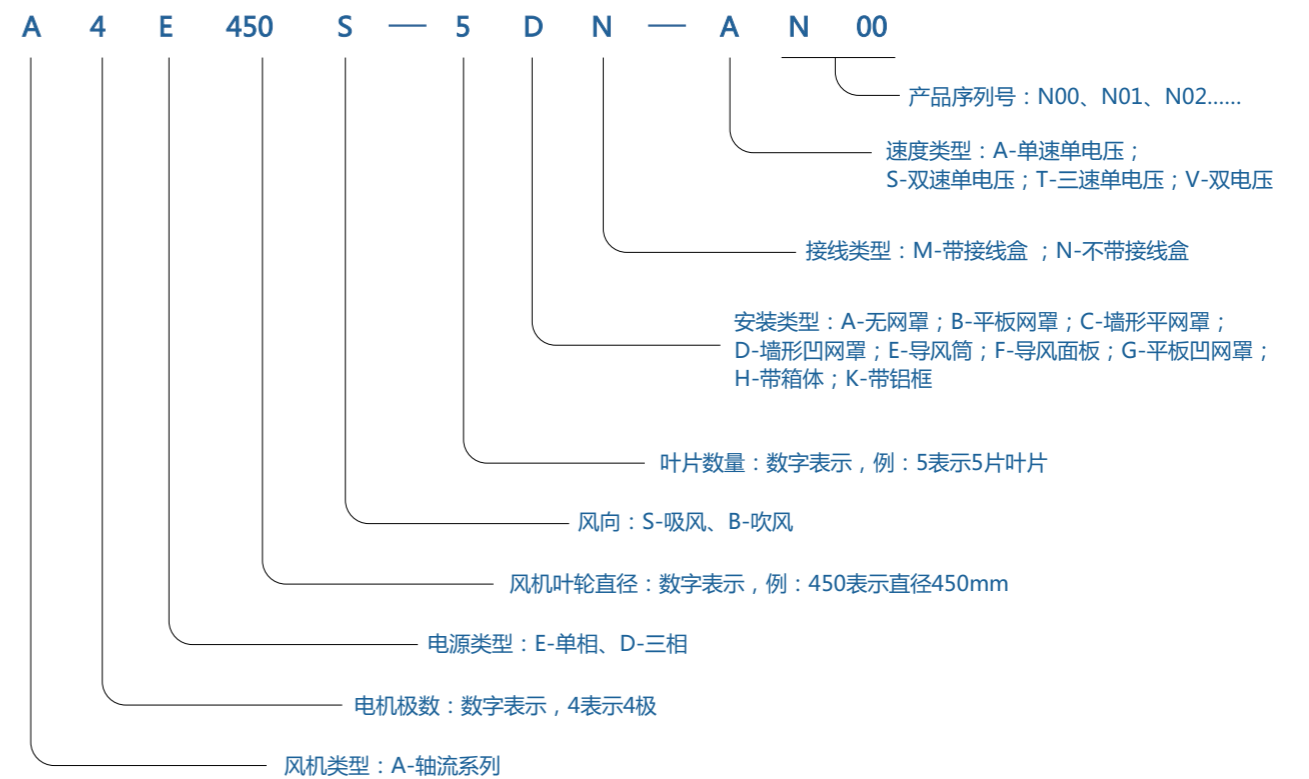 A 4 E 450 S — 5 D N — A N 00
产品序列号：N00、N01、N02......
速度类型：A-单速单电压；
S-双速单电压；T-三速单电压；V-双电压
接线类型：M-带接线盒 ；N-不带接线盒
安装类型：A-无网罩；B-平板网罩；C-墙形平网罩；
D-墙形凹网罩；E-导风筒；F-导风面板；G-平板凹网罩；
H-带箱体；K-带铝框
叶片数量：数字表示，例：5表示5片叶片
风向：S-吸风、B-吹风
风机叶轮直径：数字表示，例：450表示直径450mm
电源类型：E-单相、D-三相
电机极数：数字表示，4表示4极
风机类型：A-轴流系列